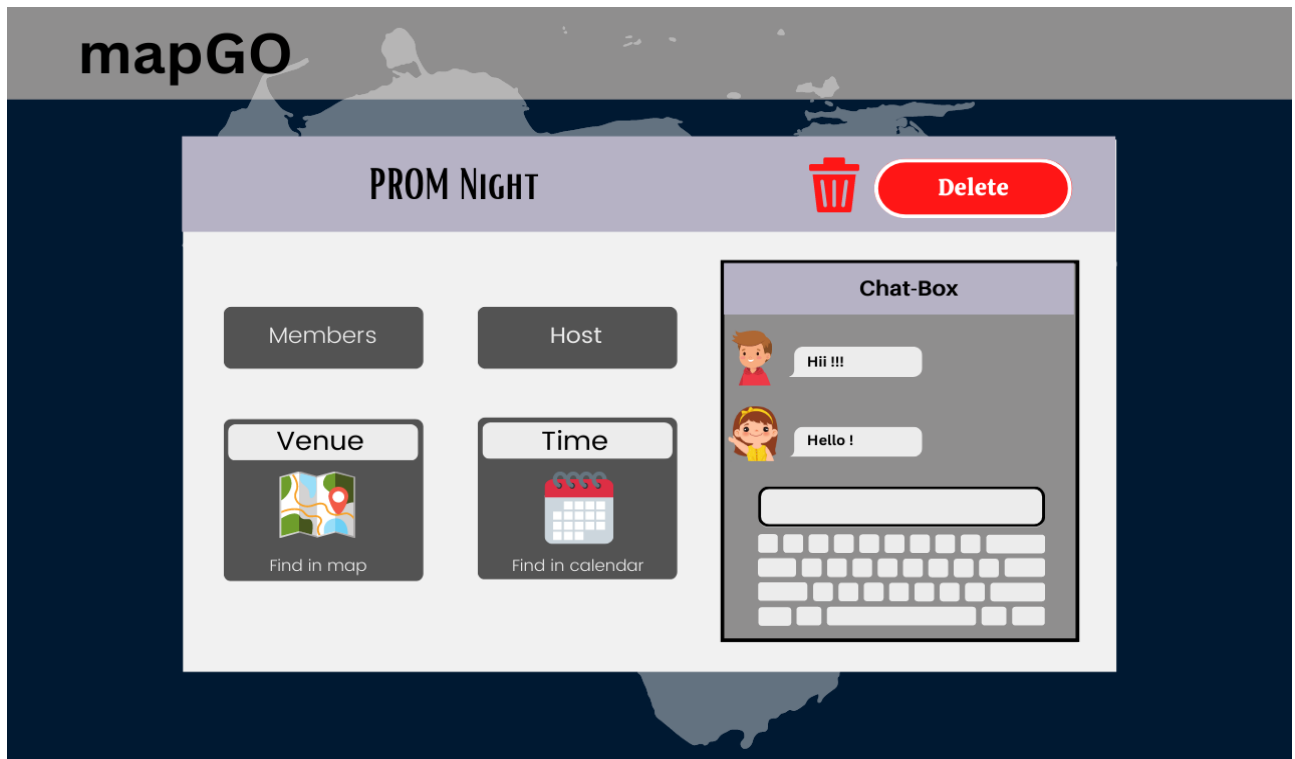 mapGO
PROM NIGHT
Delete
Members
Host
Venue
Find in map
Time
Find in calendar
Chat-Box
Hii !!!
Hello !